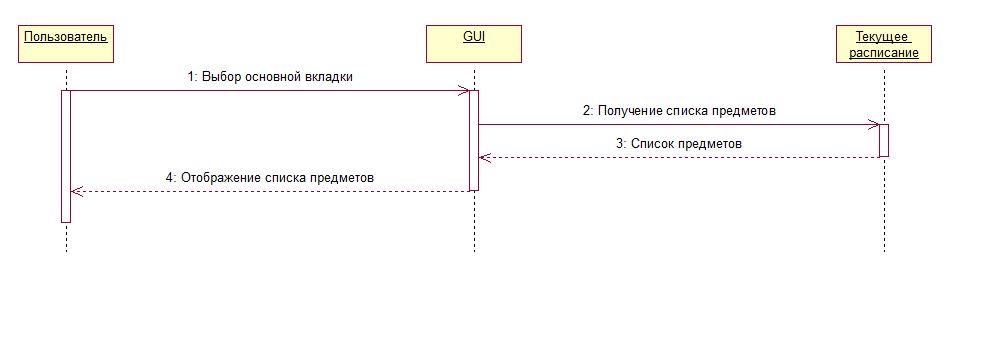 Пользователь
GUI
Текущее
расписание
1: Выбор основной вкладки
2: Получение списка предметов
3: Список предметов
4: Отображение списка предметов